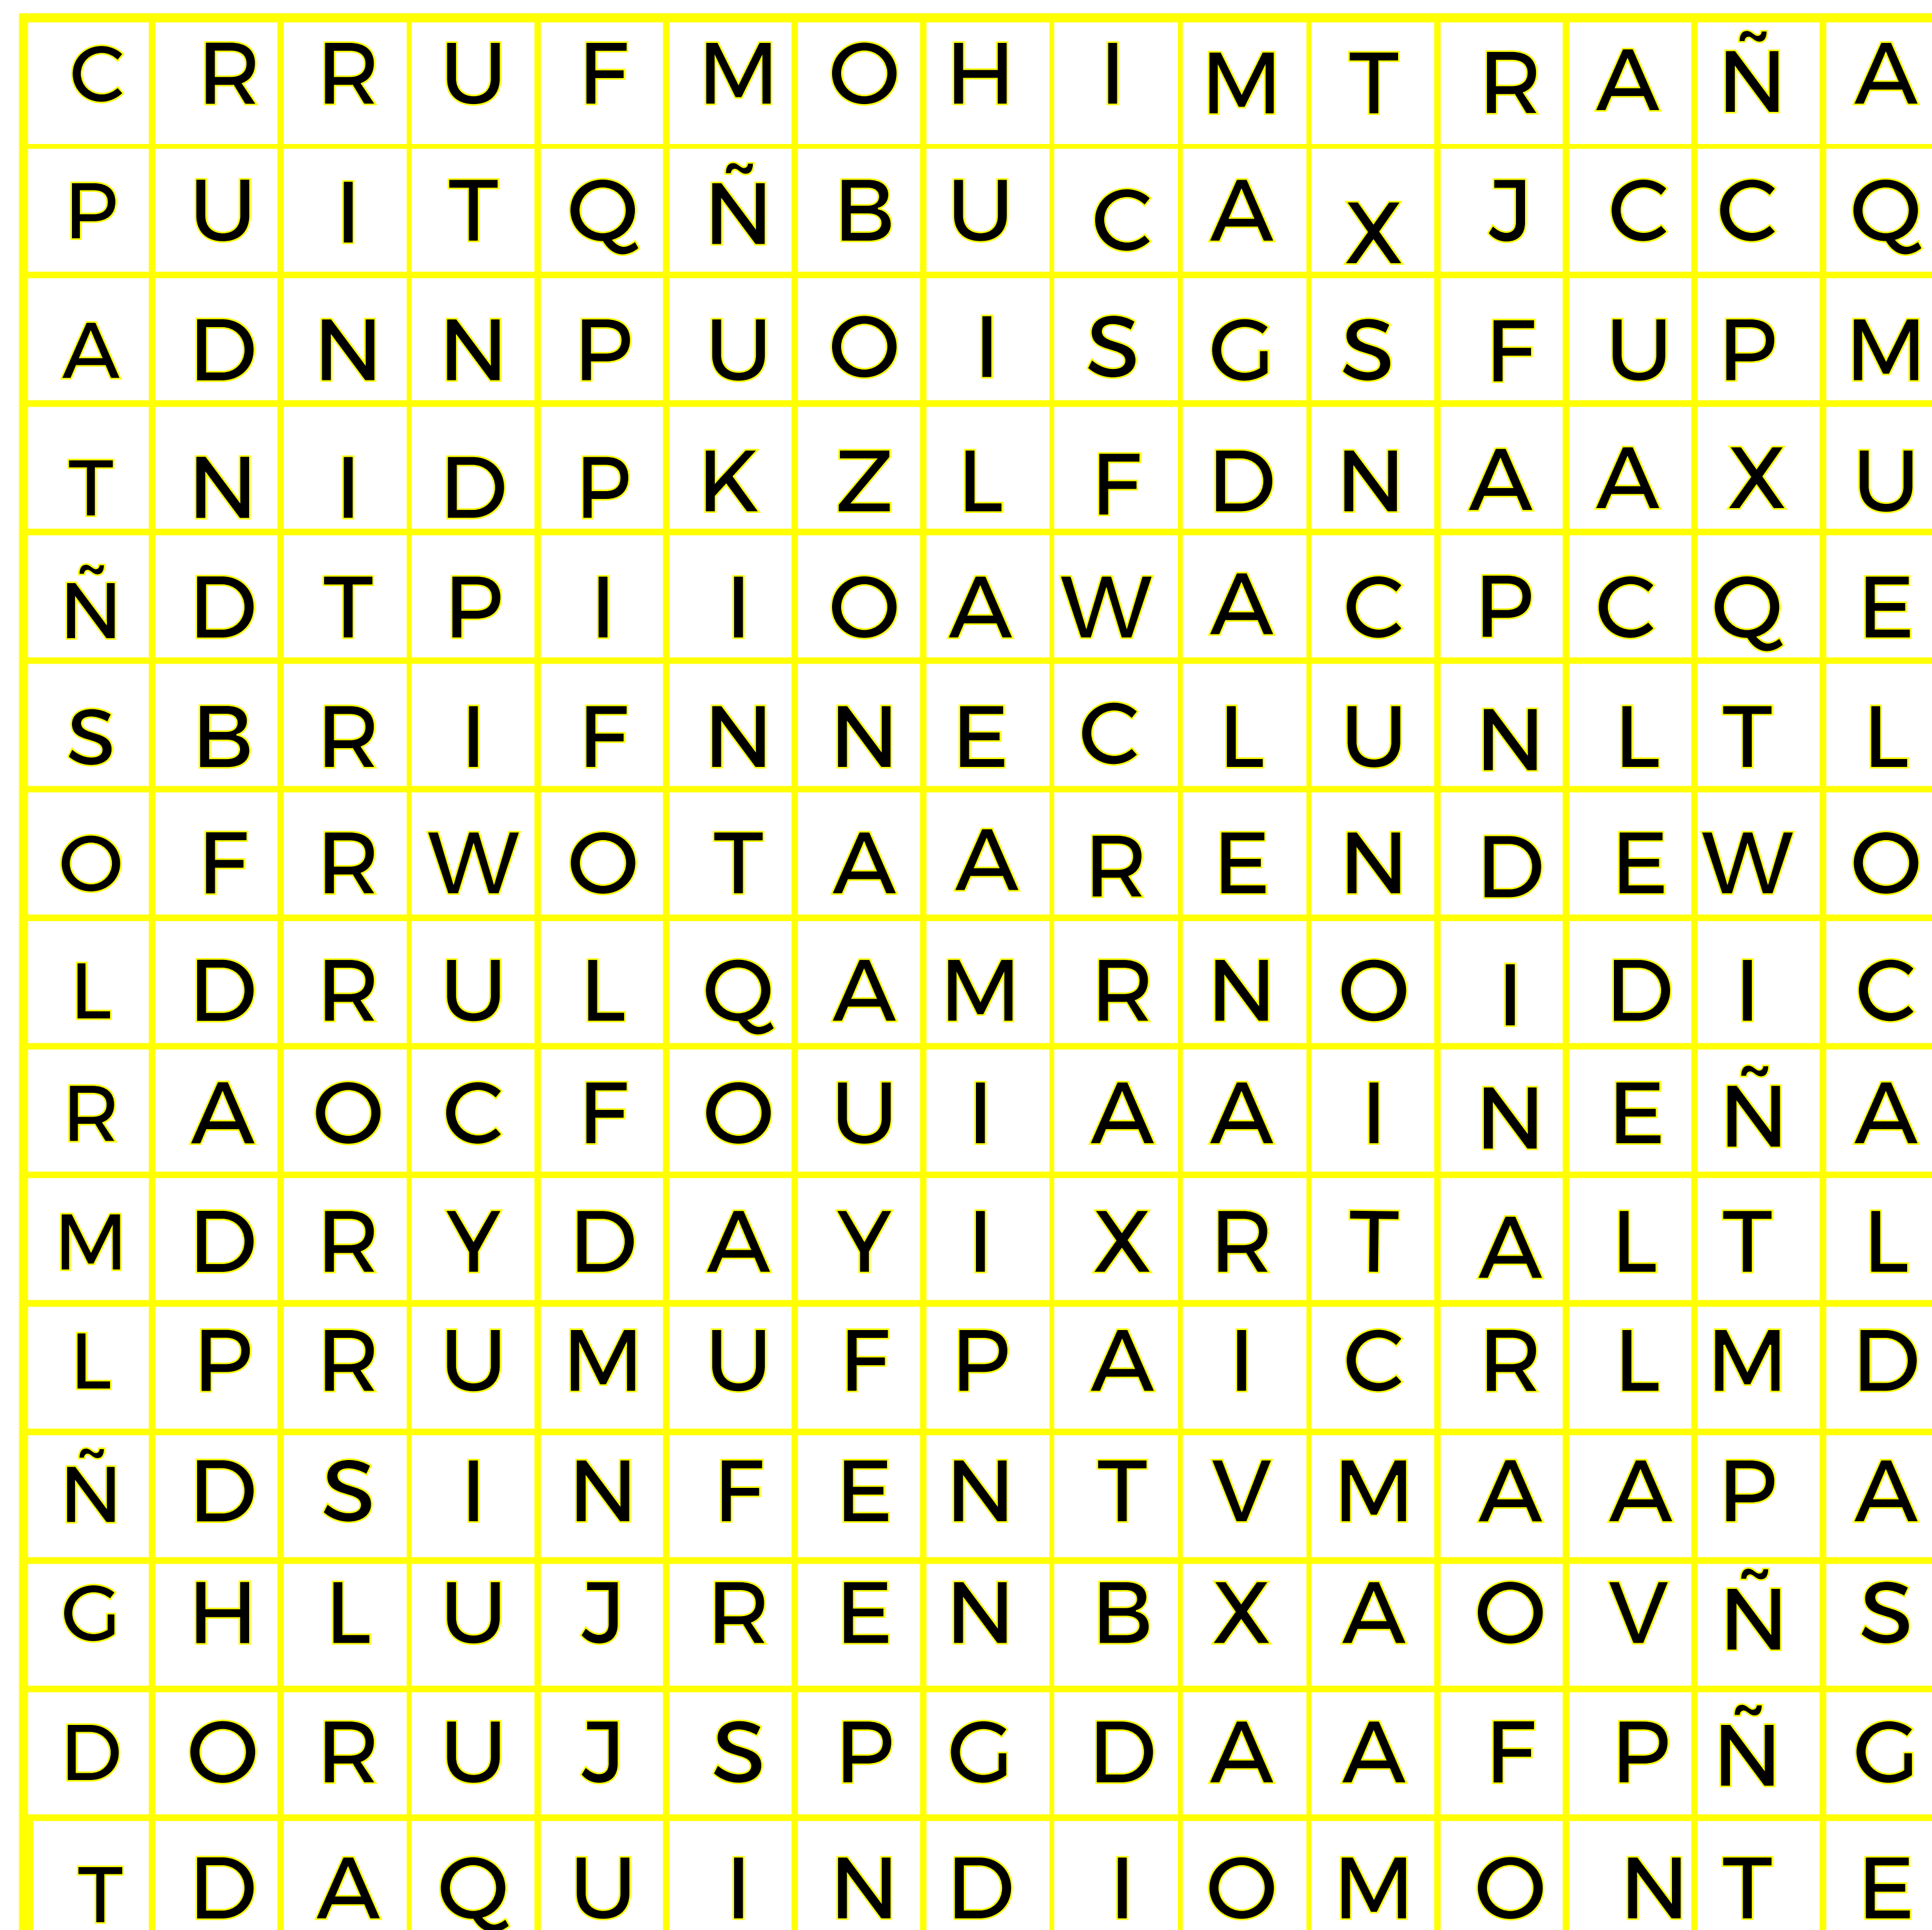 C R R U F M O H I M T R A Ñ A
P U I T Q Ñ B U C A X J C C Q
A D N N P U O I S G S F U P M
T N I D P K Z L F D N A A X U
Ñ D T P I I O A W A C P C Q E
S B R I F N N E C L U N L T L
O F R W O T A A R E N D E W O
L D R U L Q A M R N O I D I C
R A O C F O U I A A I N E Ñ A
M D R Y D A Y I X R T A L T L
L P R U M U F P A I C R L M D
Ñ D S I N F E N T V M A A P A
G H L U J R E N B X A O V Ñ S
D O R U J S P G D A A F P Ñ G
T D A Q U I N D I O M O N T E